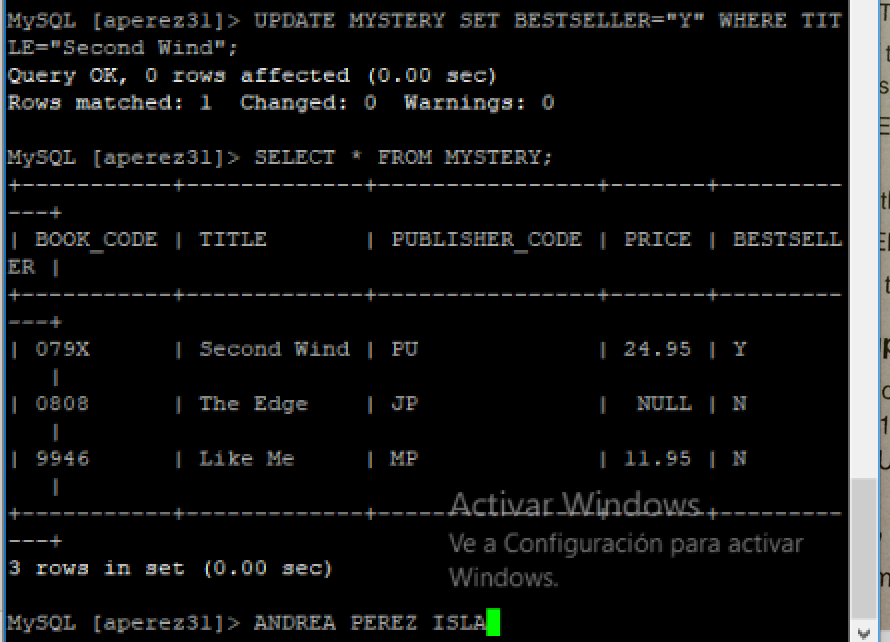 MySQL [aperez31]> UPDATE MYSTERY SET BESTSELLER="Y" WHERE TIT
LE="Second Wind";
Query OK, 0 rows affected (0.00 sec)
Rows matched: 1  Changed: 0  Warnings: 0
MySQL [aperez31]> SELECT * FROM MYSTERY;
+-----------+-------------+----------------+-------+---------
---+
| BOOK_CODE | TITLE       | PUBLISHER_CODE | PRICE | BESTSELL
ER |
+-----------+-------------+----------------+-------+---------
---+
| 079X      | Second Wind | PU             | 24.95 | Y
   |
| 0808      | The Edge    | JP             |  NULL | N
   |
| 9946      | Like Me     | MP             | 11.95 | N
   |
+-----------+-------------+----------------+-------+---------
---+
3 rows in set (0.00 sec)
MySQL [aperez31]> ANDREA PEREZ ISLA
Activar Windows
Ve a Configuración para activar
Windows.